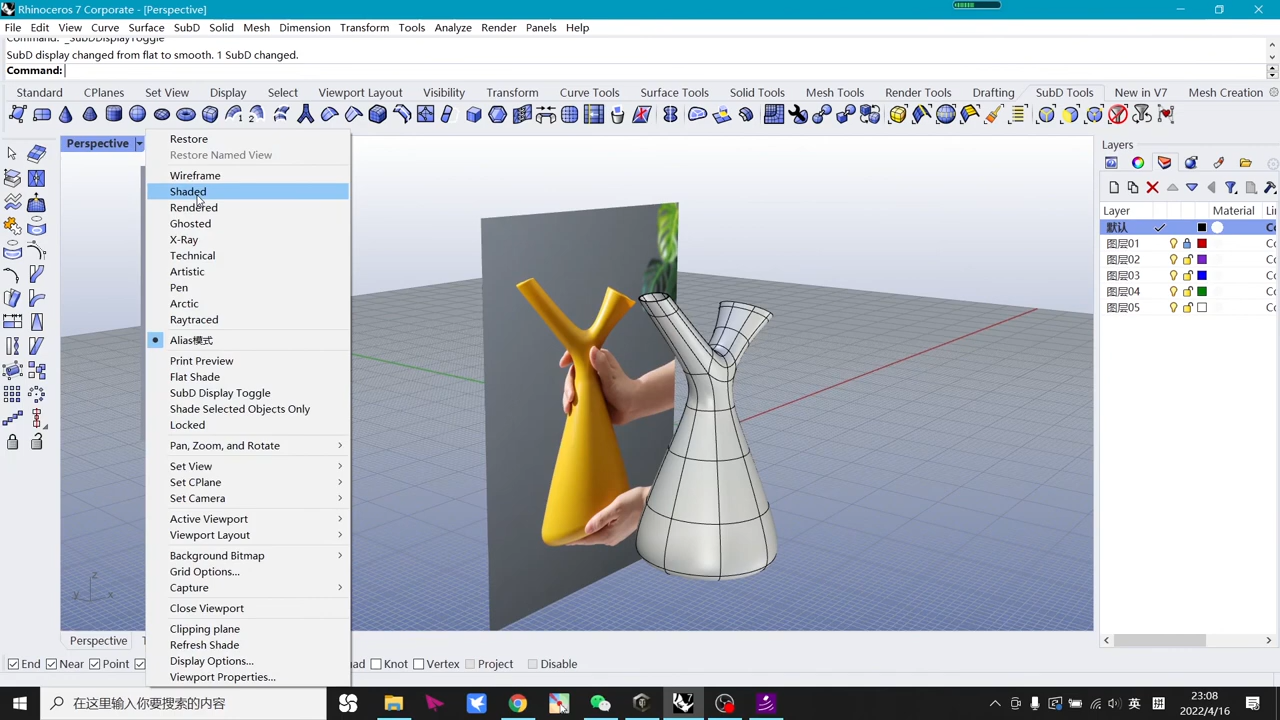 Rhinoceros 7 Corporate - [Perspective]
File Edit View Curve Surface SubD Solid Mesh Dimension Transform Tools Analyze Render Panels Help
Command: _SubDDisplayToggle
SubD display changed from flat to smooth. 1 SubD changed.
Command:
Standard CPlanes Set View Display Select Viewport Layout Visibility Transform Curve Tools Surface Tools Solid Tools Mesh Tools Render Tools Drafting SubD Tools New in V7 Mesh Creation
Perspective
Restore
Restore Named View
Wireframe
Shaded
Rendered
Ghosted
X-Ray
Technical
Artistic
Pen
Arctic
Raytraced
Alias模式
Print Preview
Flat Shade
SubD Display Toggle
Shade Selected Objects Only
Locked
Pan, Zoom, and Rotate
Set View
Set CPlane
Set Camera
Active Viewport
Viewport Layout
Background Bitmap
Grid Options...
Capture
Close Viewport
Clipping plane
Refresh Shade
Display Options...
Viewport Properties...
z
y x
Layers
Layer Material
默认
图层01
图层02
图层03
图层04
图层05
Perspective
End Near Point Knot Vertex Project Disable
在这里输入你要搜索的内容
英
23:08
2022/4/16